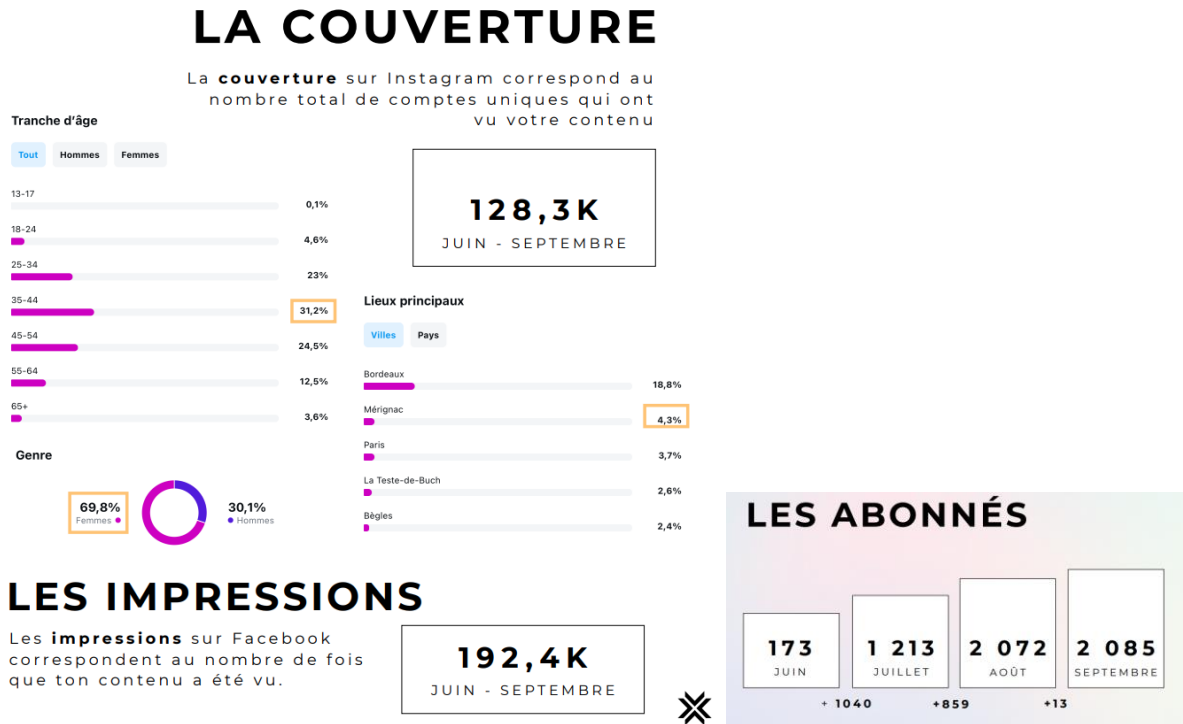 LA COUVERTURE
La couverture sur Instagram correspond au
nombre total de comptes uniques qui ont
vu votre contenu
Tranche d'âge
Tout Hommes Femmes
13-17
0,1%
18-24
4,6%
25-34
23%
35-44
31,2%
45-54
24,5%
55-64
12,5%
65+
3,6%
128,3K
JUIN - SEPTEMBRE
Lieux principaux
Villes Pays
Bordeaux
18,8%
Mérignac
4,3%
Paris
3,7%
La Teste-de-Buch
2,6%
Bègles
2,4%
Genre
69,8%
Femmes
30,1%
Hommes
LES IMPRESSIONS
Les impressions sur Facebook
correspondent au nombre de fois
que ton contenu a été vu.
192,4K
JUIN - SEPTEMBRE
LES ABONNÉS
173
JUIN
1 213
JUILLET
2 072
AOÛT
2 085
SEPTEMBRE
+ 1040 +859 +13